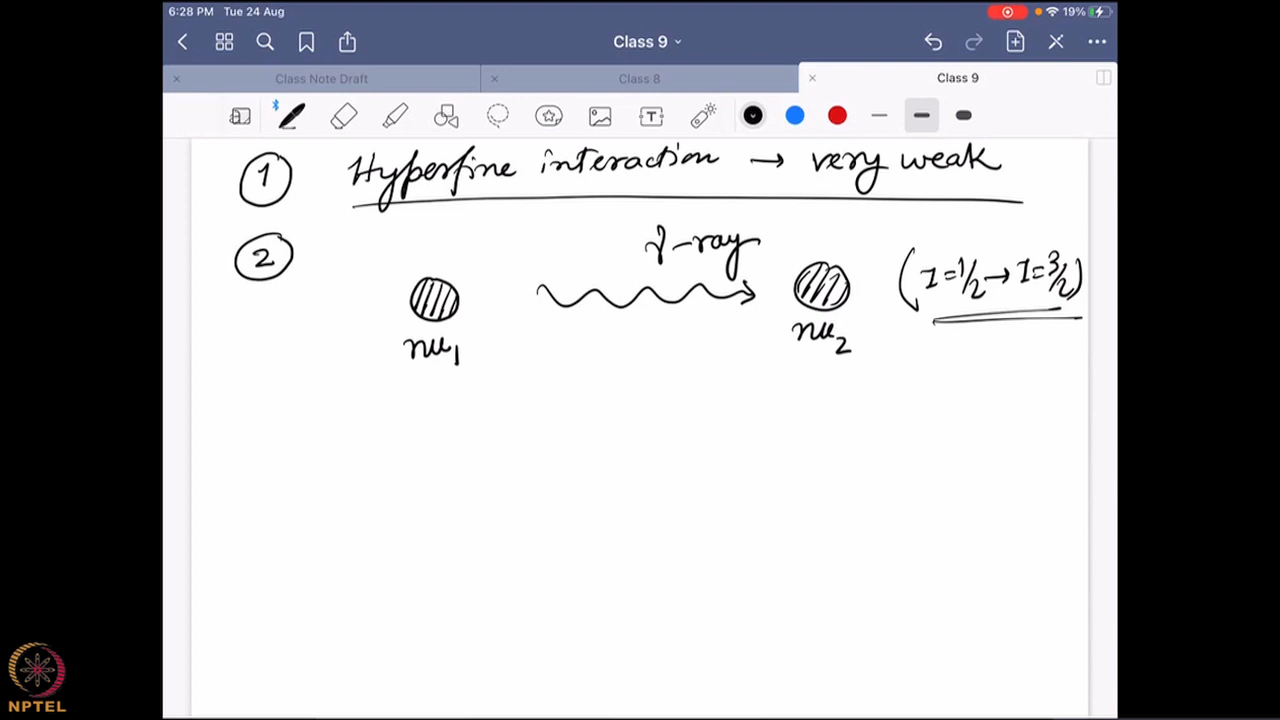 6:28 PM Tue 24 Aug
19%
Class 9
Class Note Draft
Class 8
Class 9
T
1 Hyperfine interaction → very weak
2
γ-ray
(I=1/2→I=3/2)
nu1
nu2
NPTEL